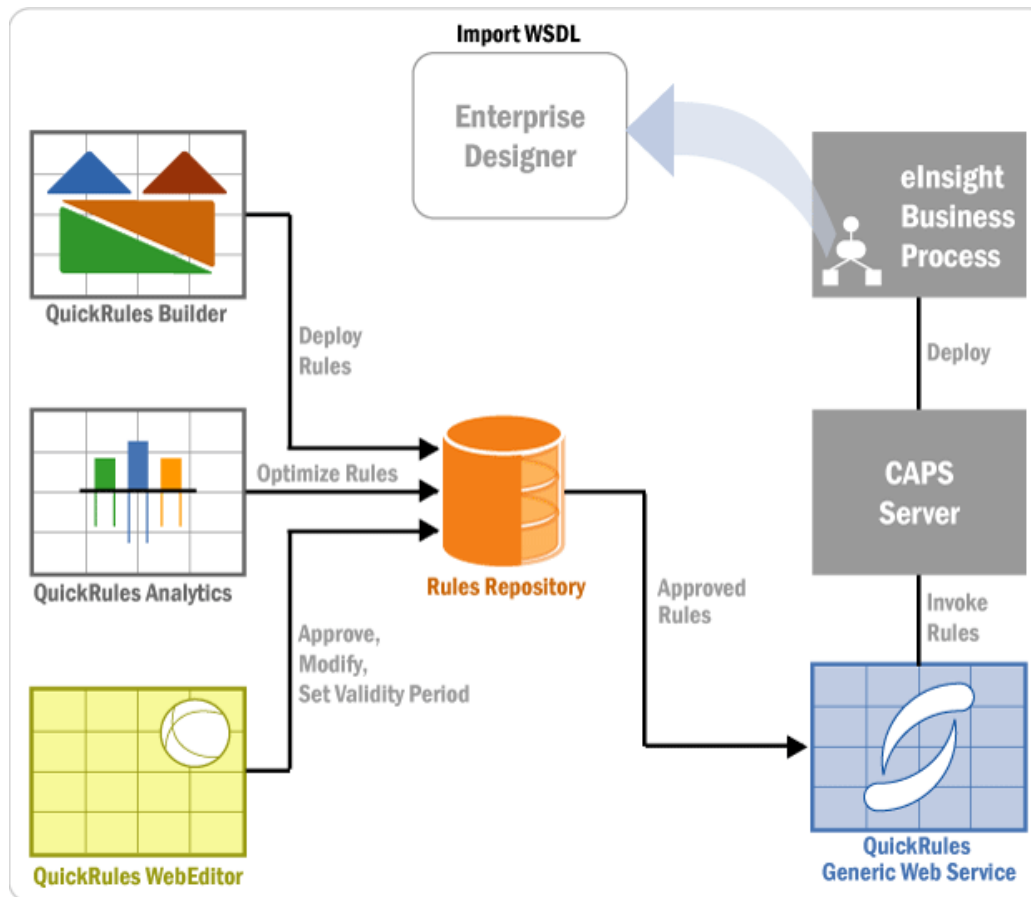 Import WSDL
Enterprise
Designer
eInsight
Business
Process
QuickRules Builder
Deploy
Rules
Deploy
QuickRules Analytics
Optimize Rules
Rules Repository
CAPS
Server
Approve,
Modify,
Set Validity Period
Approved
Rules
Invoke
Rules
QuickRules WebEditor
QuickRules
Generic Web Service